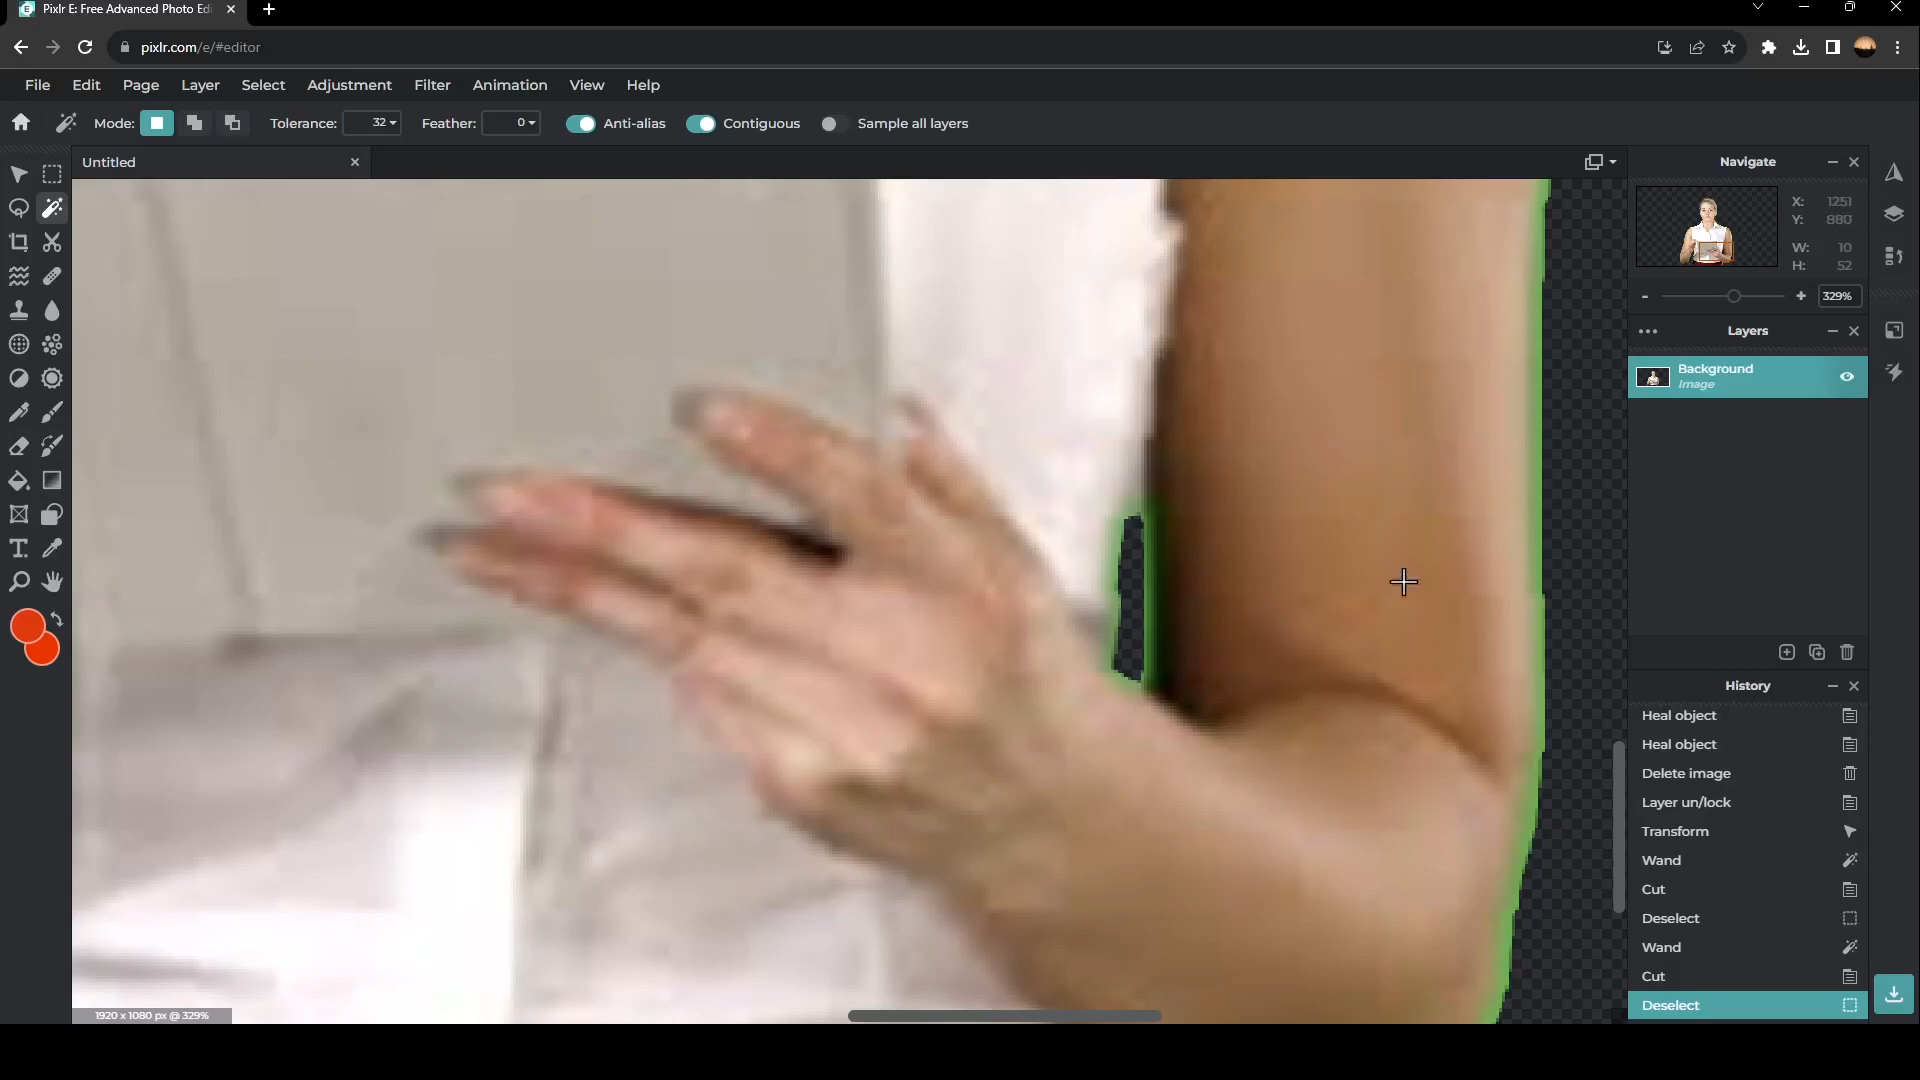 Pixlr E: Free Advanced Photo Edi
pixlr.com/e/#editor
File Edit Page Layer Select Adjustment Filter Animation View Help
Mode: Tolerance: 32 Feather: 0 Anti-alias Contiguous Sample all layers
Untitled
Navigate
X: 1251
Y: 880
W: 10
H: 52
329%
Layers
Background
Image
History
Heal object
Heal object
Delete image
Layer un/lock
Transform
Wand
Cut
Deselect
Wand
Cut
Deselect
1920 x 1080 px @ 329%